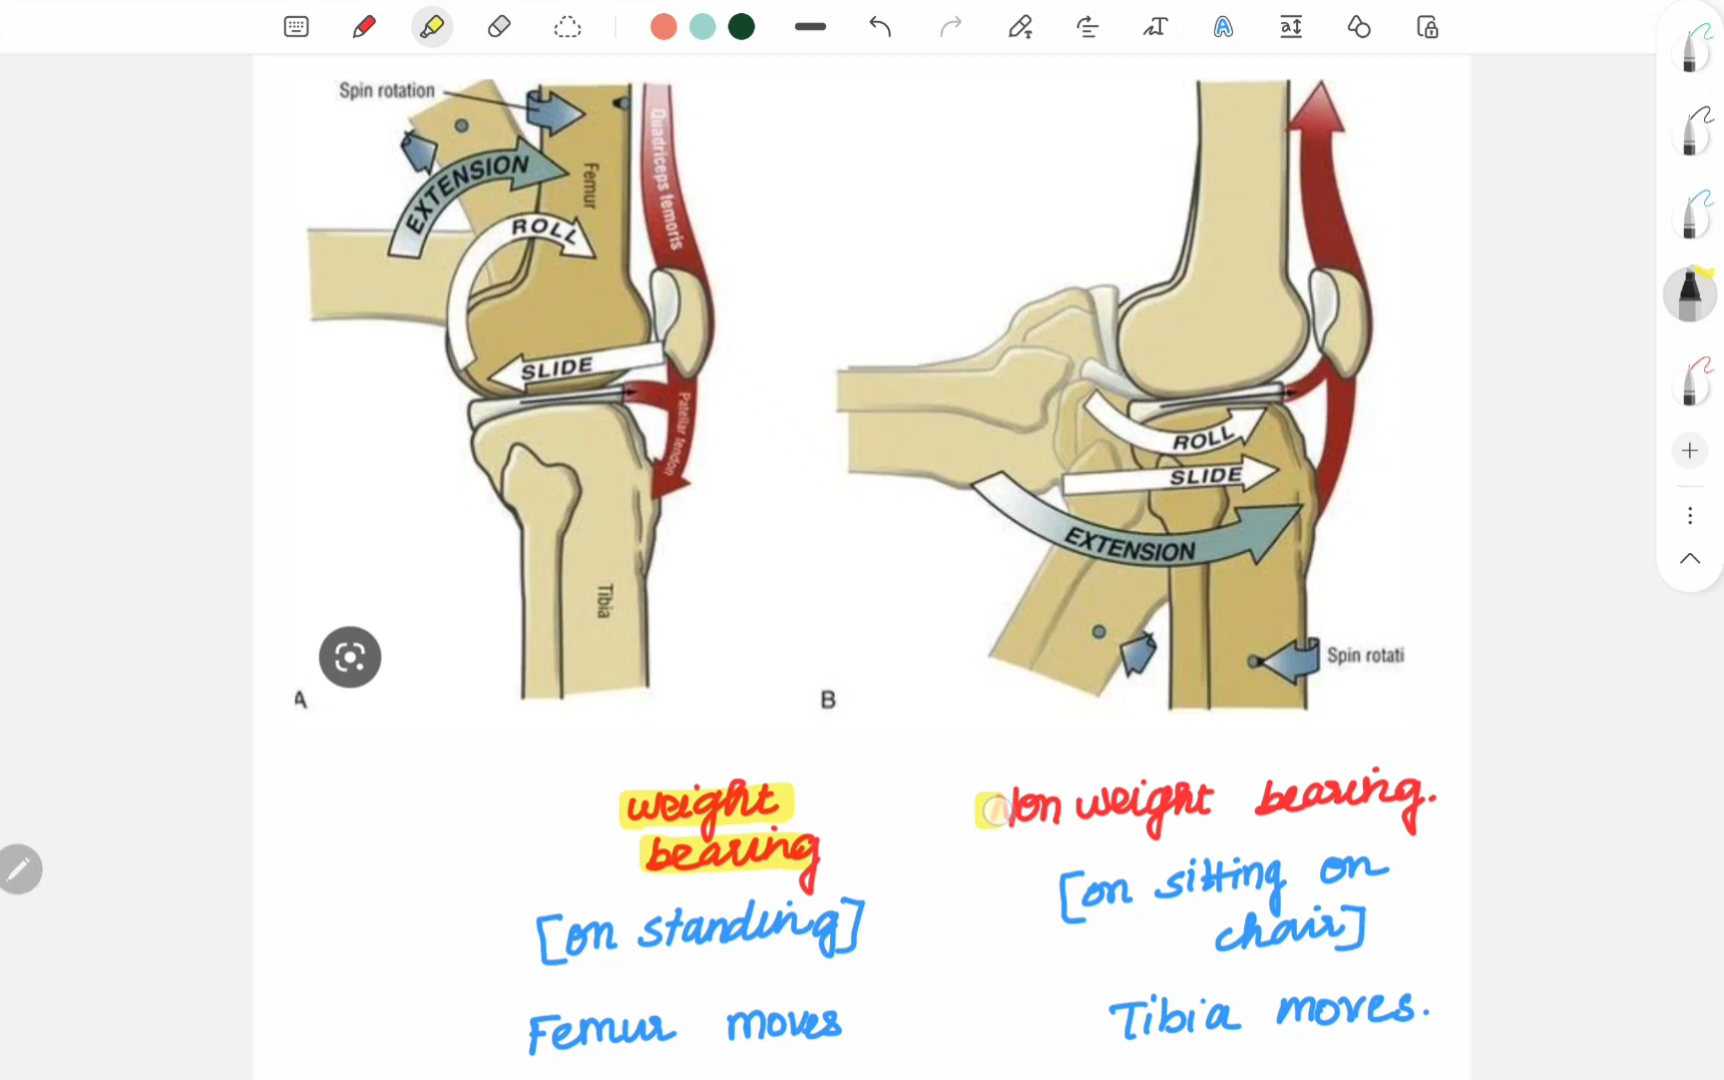 Spin rotation
EXTENSION
ROLL
Femur
Quadriceps femoris
SLIDE
Patellar tendon
Tibia
A
ROLL
SLIDE
EXTENSION
Spin rotati
B
weight
bearing
[on standing]
Femur moves
Non weight bearing.
[on sitting on
chair]
Tibia moves.